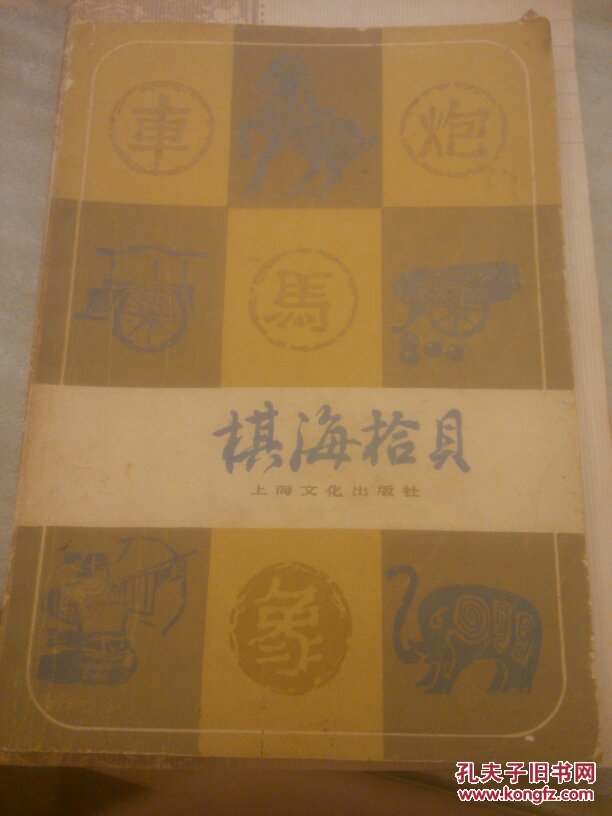 車 炮
馬
棋海拾貝
上海文化出版社
象
孔夫子旧书网
www.kongfz.com